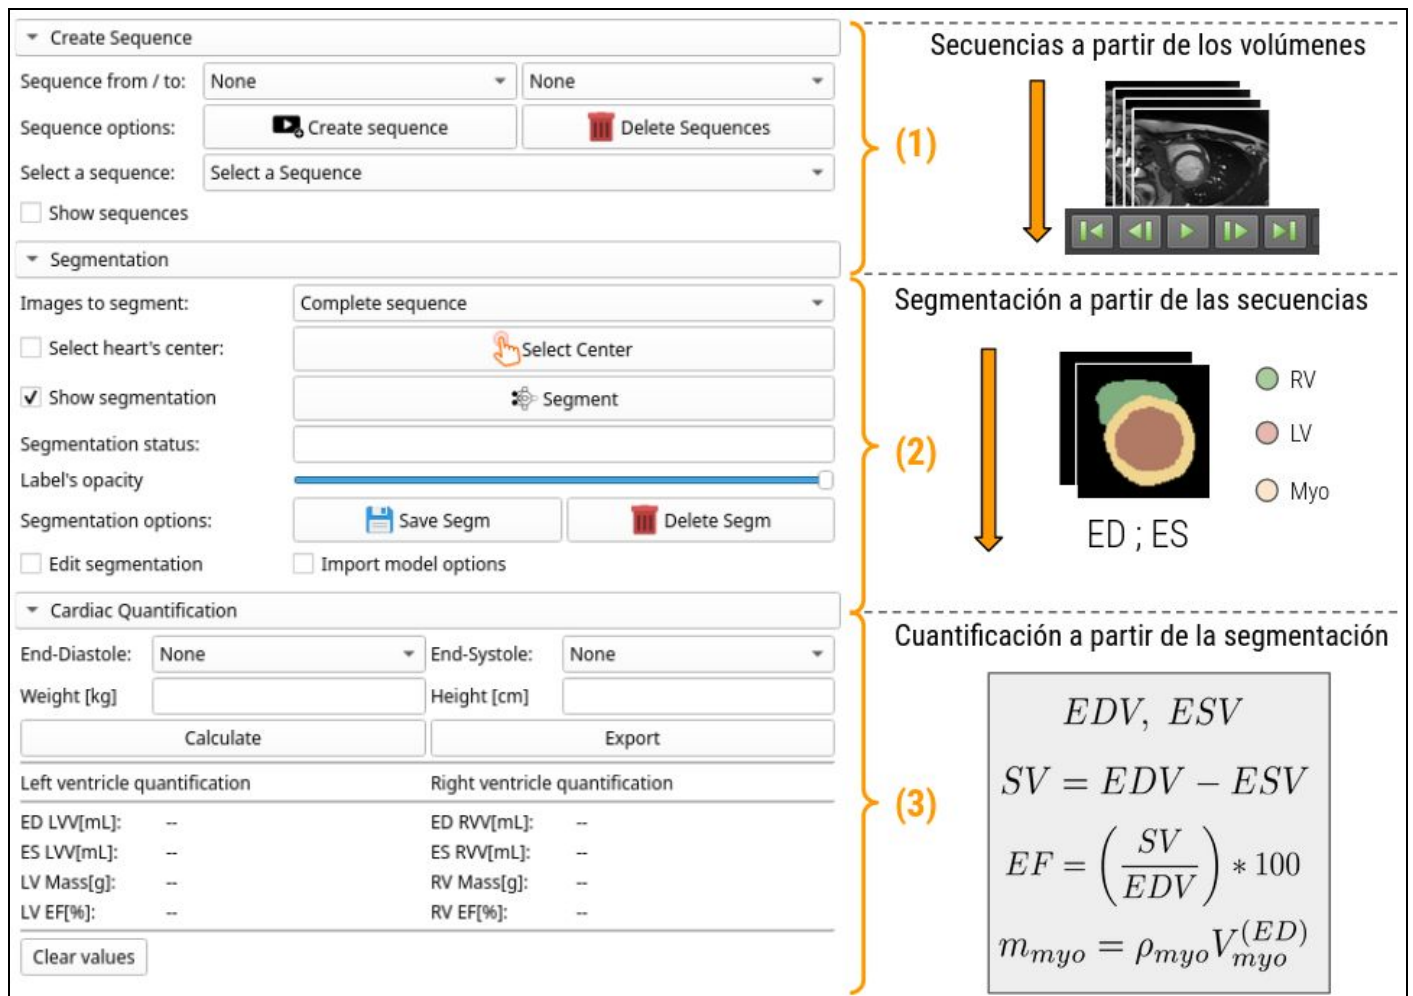 Create Sequence
Sequence from / to: None None
Sequence options: Create sequence Delete Sequences
Select a sequence: Select a Sequence
Show sequences
Segmentation
Images to segment: Complete sequence
Select heart's center: Select Center
Show segmentation Segment
Segmentation status:
Label's opacity
Segmentation options: Save Segm Delete Segm
Edit segmentation Import model options
Cardiac Quantification
End-Diastole: None End-Systole: None
Weight [kg] Height [cm]
Calculate Export
Left ventricle quantification Right ventricle quantification
ED LVV[mL]: -- ED RVV[mL]: --
ES LVV[mL]: -- ES RVV[mL]: --
LV Mass[g]: -- RV Mass[g]: --
LV EF[%]: -- RV EF[%]: --
Clear values
(1)
Secuencias a partir de los volúmenes
(2)
Segmentación a partir de las secuencias
RV
LV
Myo
ED ; ES
(3)
Cuantificación a partir de la segmentación
EDV, ESV
SV = EDV − ESV
EF = (SV/EDV) * 100
m_myo = ρ_myo V_myo^(ED)